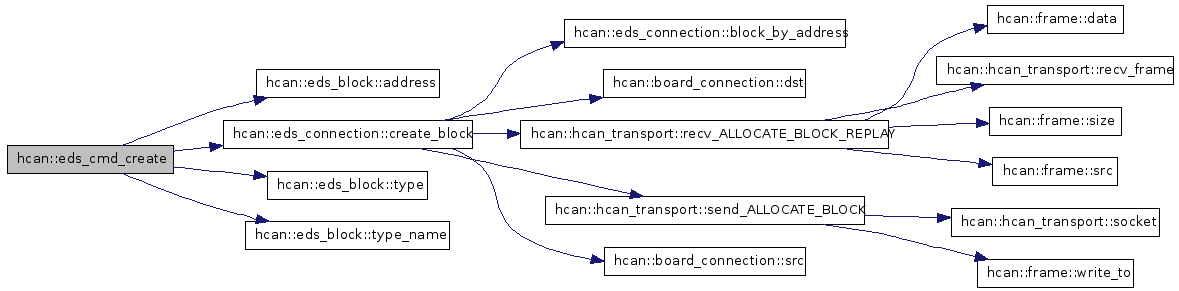 hcan::eds_cmd_create
hcan::eds_block::address
hcan::eds_connection::create_block
hcan::eds_block::type
hcan::eds_block::type_name
hcan::eds_connection::block_by_address
hcan::board_connection::dst
hcan::hcan_transport::recv_ALLOCATE_BLOCK_REPLAY
hcan::hcan_transport::send_ALLOCATE_BLOCK
hcan::board_connection::src
hcan::frame::data
hcan::hcan_transport::recv_frame
hcan::frame::size
hcan::frame::src
hcan::hcan_transport::socket
hcan::frame::write_to